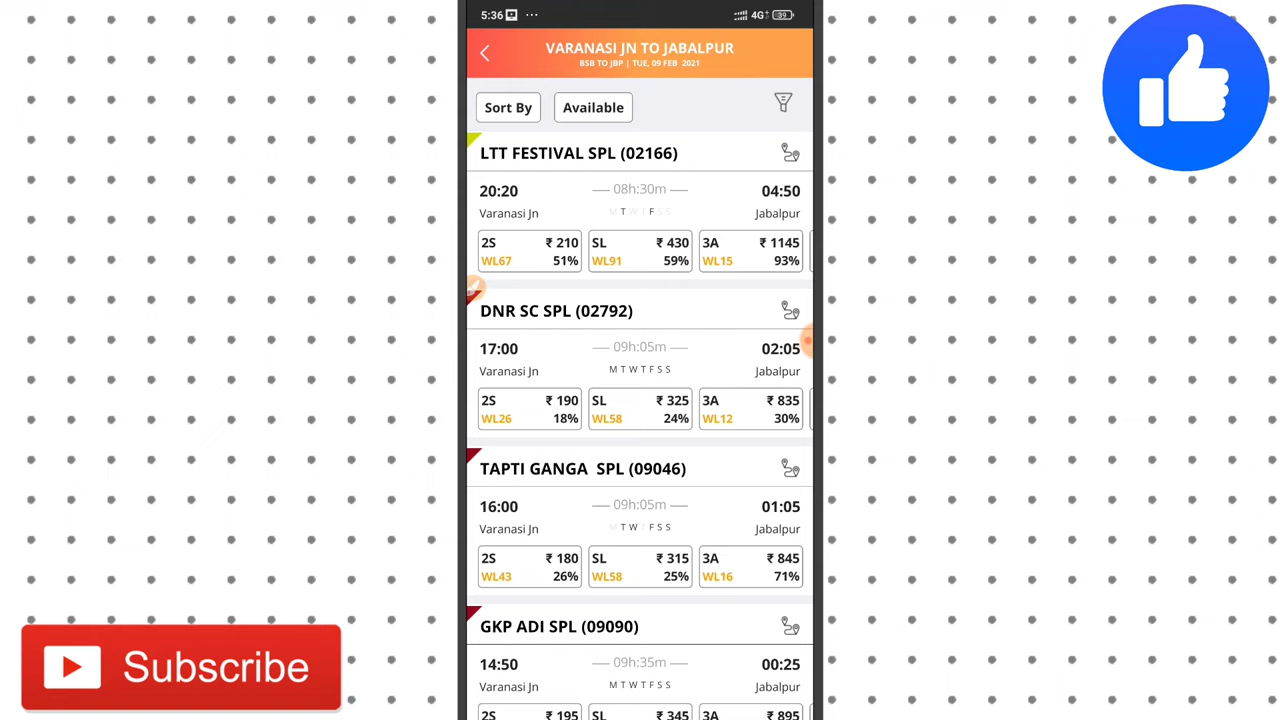 5:36 ... 4G+ 39
VARANASI JN TO JABALPUR
BSB TO JBP | TUE, 09 FEB 2021
Sort By Available
LTT FESTIVAL SPL (02166)
20:20 08h:30m 04:50
Varanasi Jn M T W T F S S Jabalpur
2S ₹ 210 SL ₹ 430 3A ₹ 1145
WL67 51% WL91 59% WL15 93%
DNR SC SPL (02792)
17:00 09h:05m 02:05
Varanasi Jn M T W T F S S Jabalpur
2S ₹ 190 SL ₹ 325 3A ₹ 835
WL26 18% WL58 24% WL12 30%
TAPTI GANGA SPL (09046)
16:00 09h:05m 01:05
Varanasi Jn M T W T F S S Jabalpur
2S ₹ 180 SL ₹ 315 3A ₹ 845
WL43 26% WL58 25% WL16 71%
GKP ADI SPL (09090)
14:50 09h:35m 00:25
Varanasi Jn M T W T F S S Jabalpur
2S ₹ 195 SL ₹ 345 3A ₹ 895
Subscribe